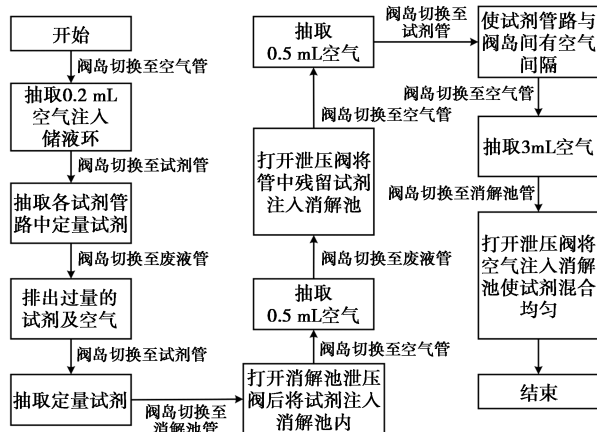 开始
阀岛切换至空气管
抽取0.2 mL
空气注入
储液环
阀岛切换至试剂管
抽取各试剂管
路中定量试剂
阀岛切换至废液管
排出过量的
试剂及空气
阀岛切换至试剂管
抽取定量试剂
阀岛切换至
消解池管
打开消解池泄压
阀后将试剂注入
消解池内
阀岛切换至空气管
抽取
0.5 mL空气
阀岛切换至废液管
打开泄压阀将
管中残留试剂
注入消解池
阀岛切换至空气管
抽取
0.5 mL空气
阀岛切换至
试剂管
使试剂管路与
阀岛间有空气
间隔
阀岛切换至空气管
抽取3mL空气
阀岛切换至消解池管
打开泄压阀将
空气注入消解
池使试剂混合
均匀
结束